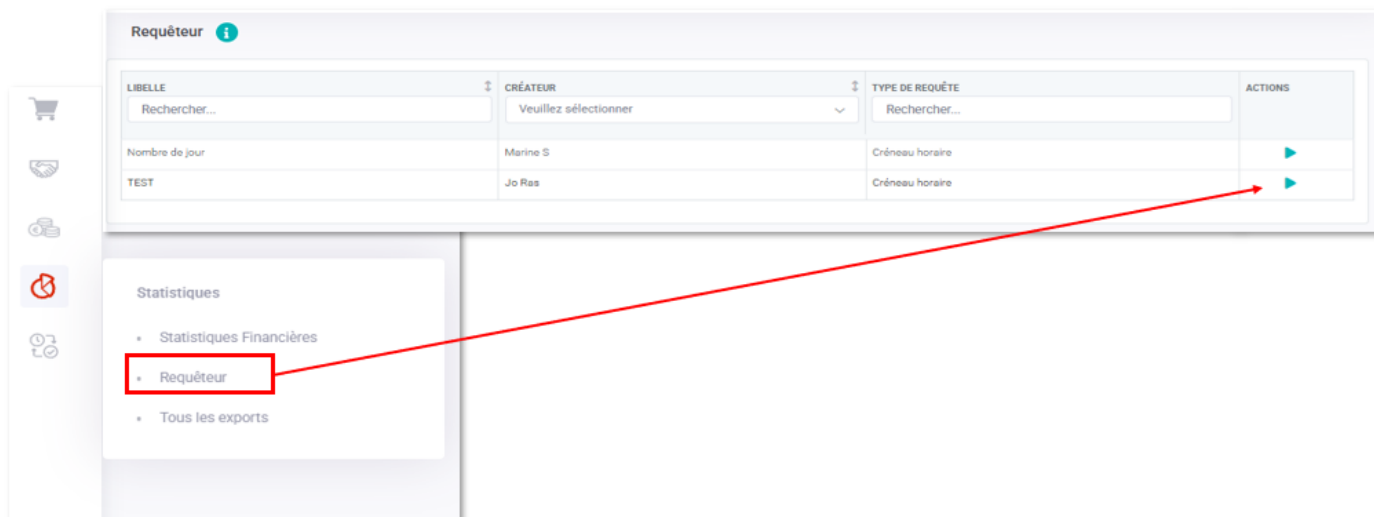 Requêteur
LIBELLE CRÉATEUR TYPE DE REQUÊTE ACTIONS
Rechercher... Veuillez sélectionner Rechercher...
Nombre de jour Marine S Créneau horaire
TEST Jo Ras Créneau horaire
Statistiques
• Statistiques Financières
• Requêteur
• Tous les exports